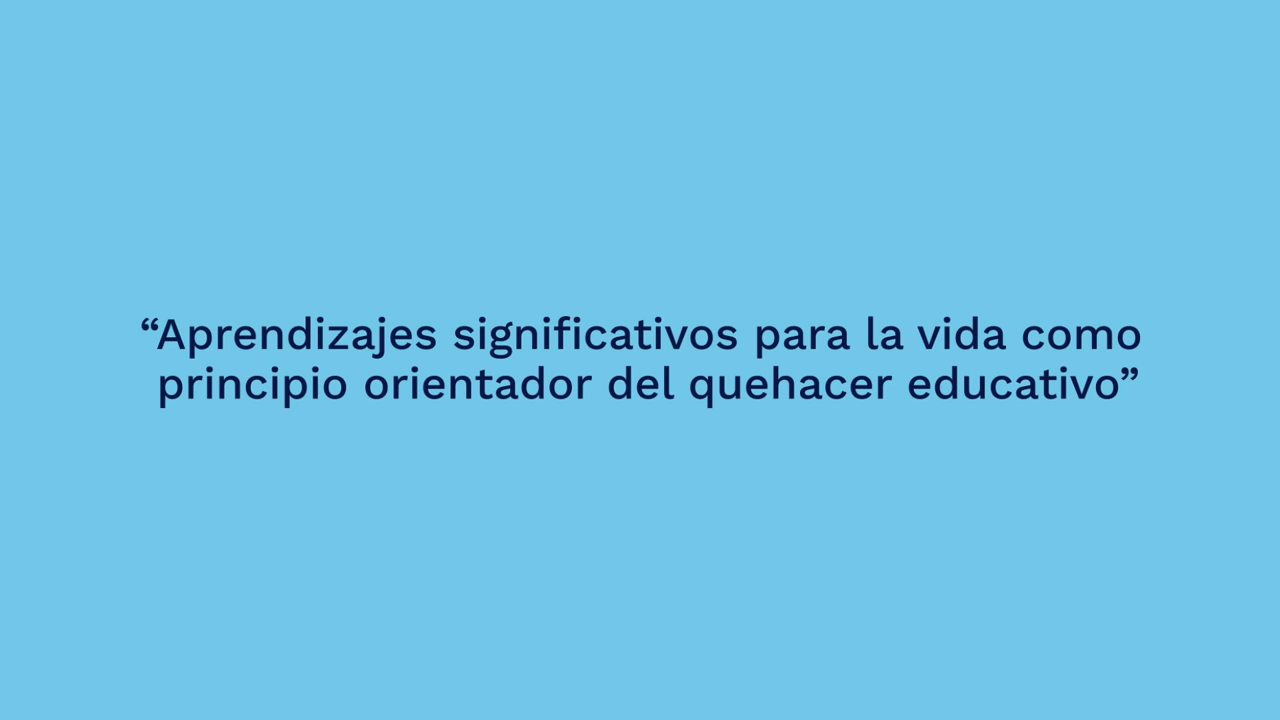 “Aprendizajes significativos para la vida como
principio orientador del quehacer educativo”